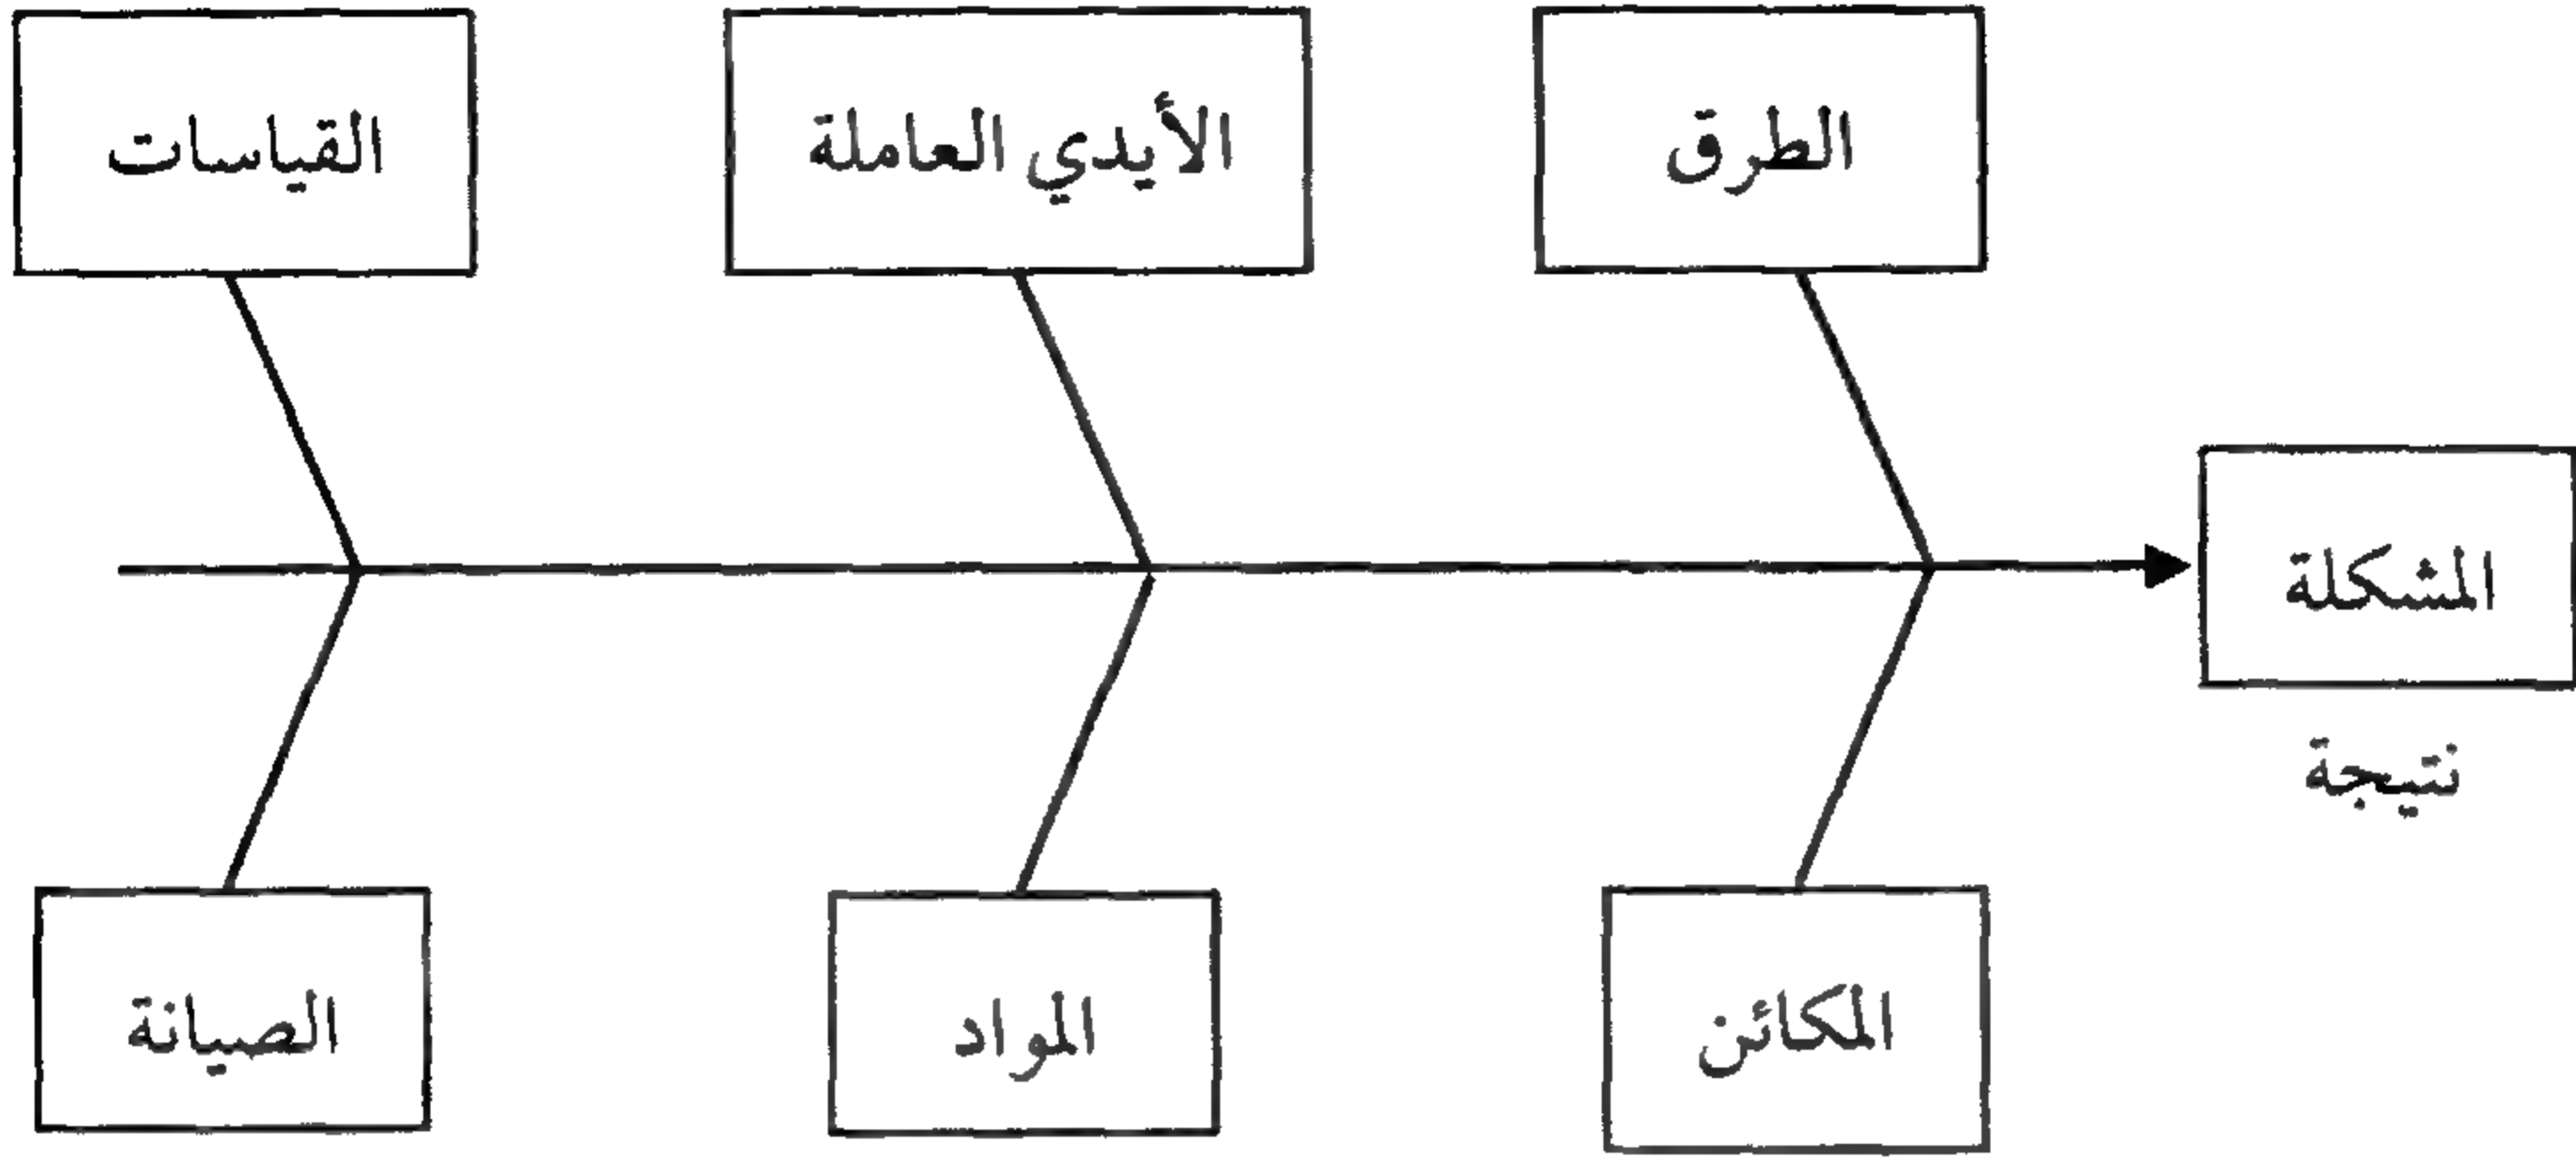 الطرق
الأيدي العاملة
القياسات
المشكلة
نتيجة
المكائن
المواد
الصيانة